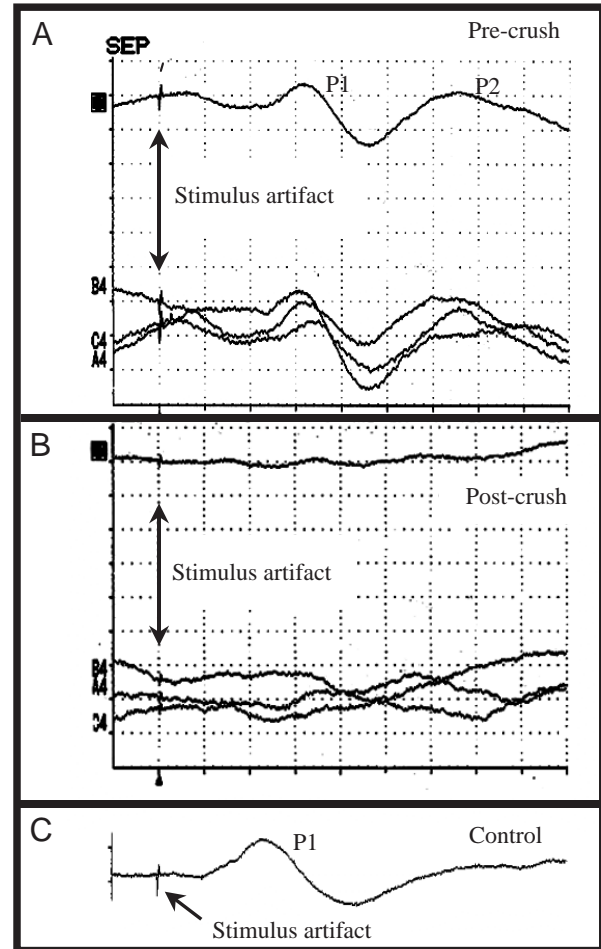 A
SEP
Pre-crush
P1
P2
Stimulus artifact
B4
C4
A4
B
Post-crush
Stimulus artifact
B4
A4
C4
C
P1
Control
Stimulus artifact